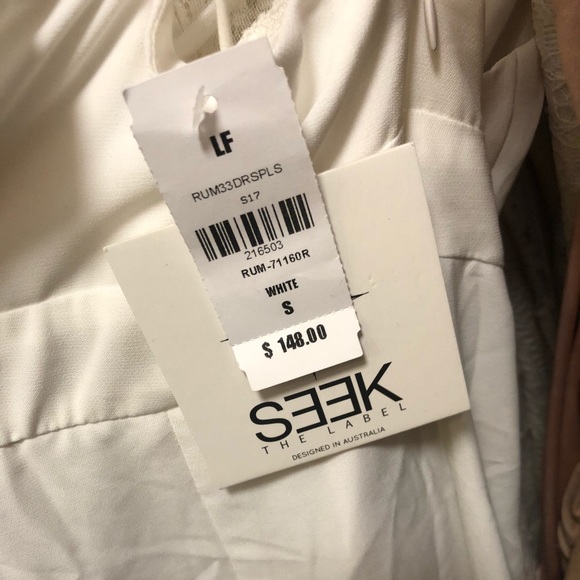 LF
RUM33DRSPLS
S17
216503
RUM-71160R
WHITE
S
$ 148.00
SEEK
THE LABEL
DESIGNED IN AUSTRALIA